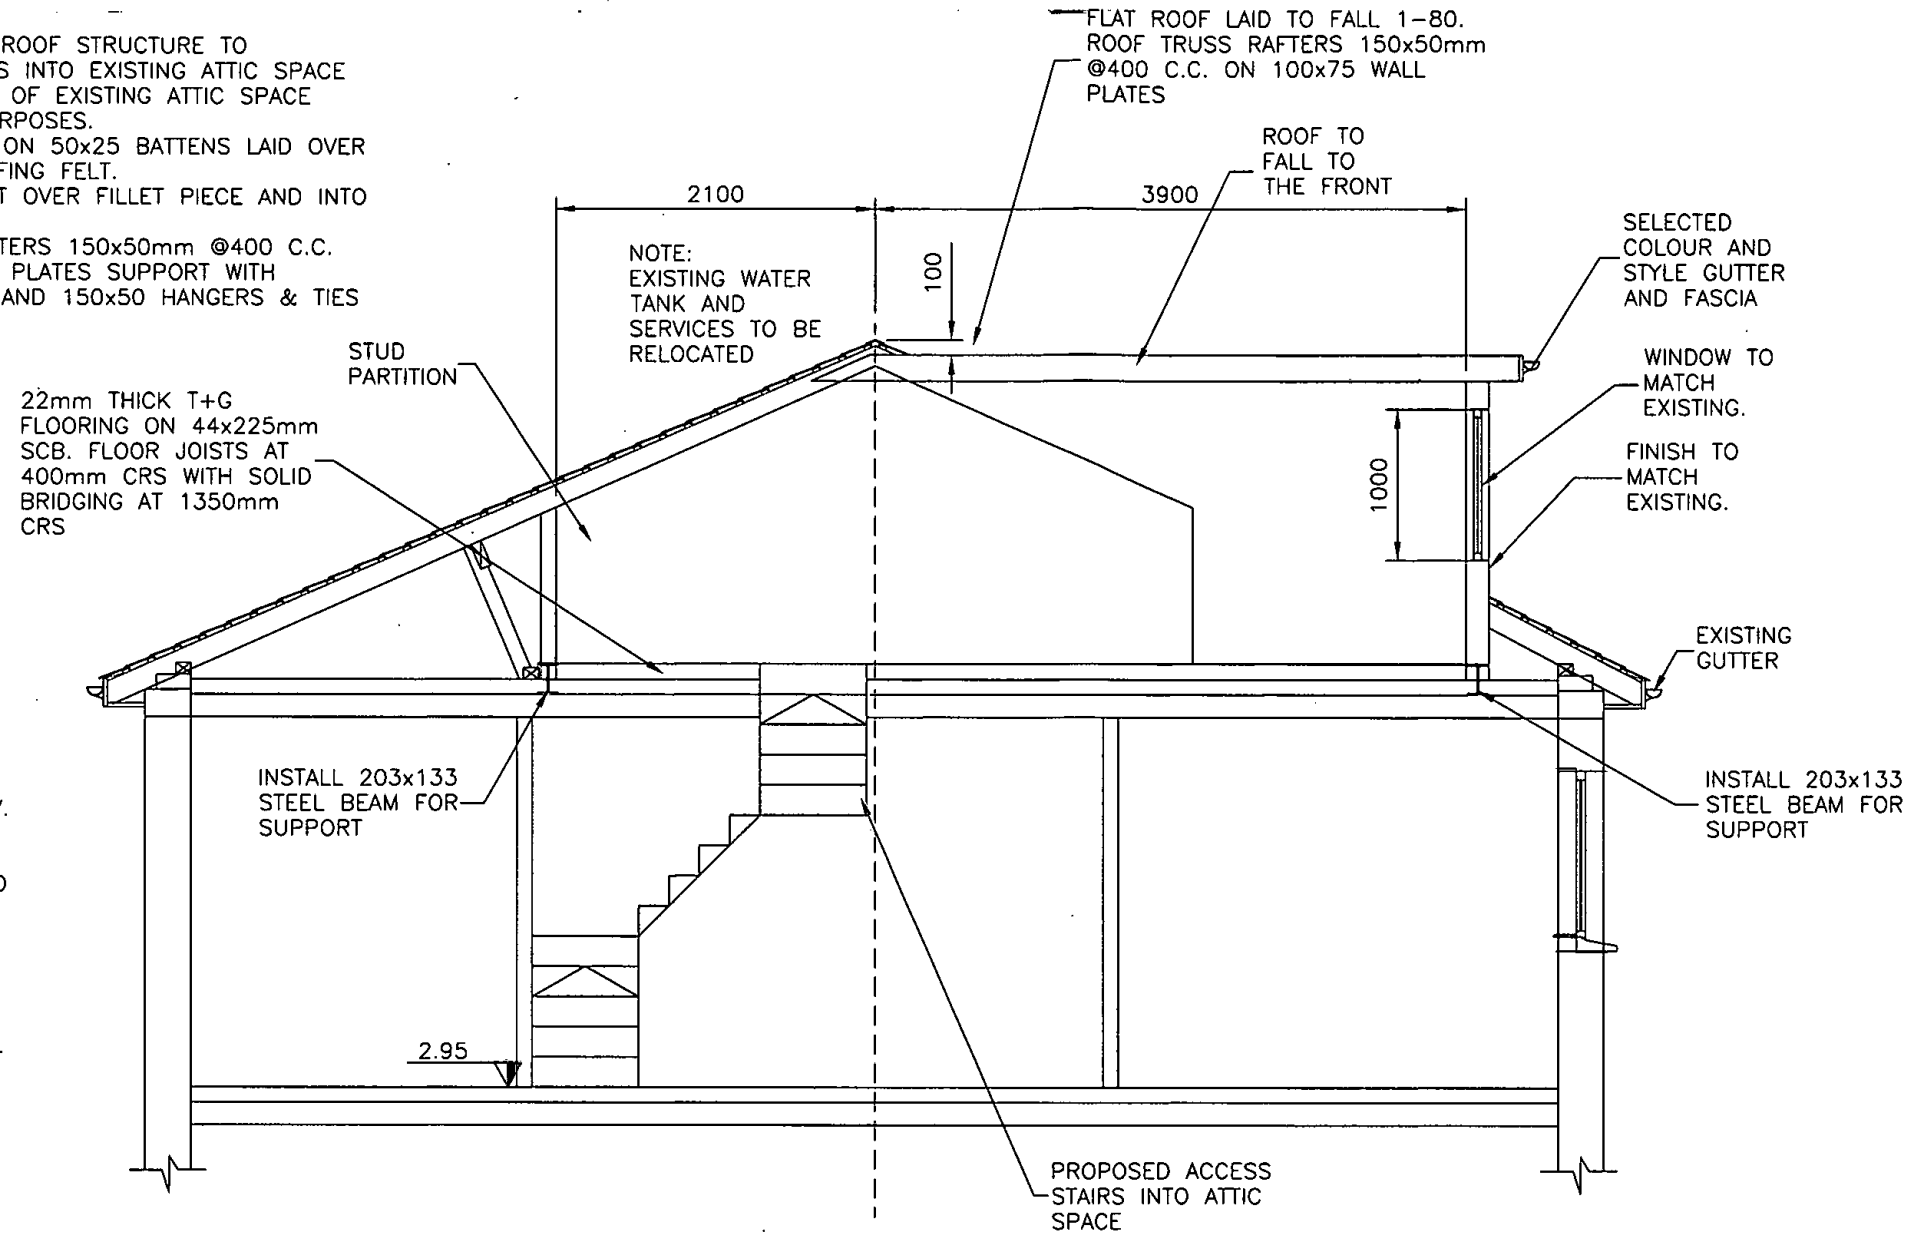 ROOF STRUCTURE TO
INTO EXISTING ATTIC SPACE
OF EXISTING ATTIC SPACE
RPOSES.
ON 50x25 BATTENS LAID OVER
FING FELT.
OVER FILLET PIECE AND INTO
TERS 150x50mm @400 C.C.
PLATES SUPPORT WITH
AND 150x50 HANGERS & TIES
FLAT ROOF LAID TO FALL 1-80.
ROOF TRUSS RAFTERS 150x50mm
@400 C.C. ON 100x75 WALL
PLATES
ROOF TO
FALL TO
THE FRONT
2100
3900
SELECTED
COLOUR AND
STYLE GUTTER
AND FASCIA
NOTE:
EXISTING WATER
TANK AND
SERVICES TO BE
RELOCATED
100
STUD
PARTITION
WINDOW TO
MATCH
EXISTING.
22mm THICK T+G
FLOORING ON 44x225mm
SCB. FLOOR JOISTS AT
400mm CRS WITH SOLID
BRIDGING AT 1350mm
CRS
1000
FINISH TO
MATCH
EXISTING.
EXISTING
GUTTER
INSTALL 203x133
STEEL BEAM FOR
SUPPORT
INSTALL 203x133
STEEL BEAM FOR
SUPPORT
2.95
PROPOSED ACCESS
STAIRS INTO ATTIC
SPACE